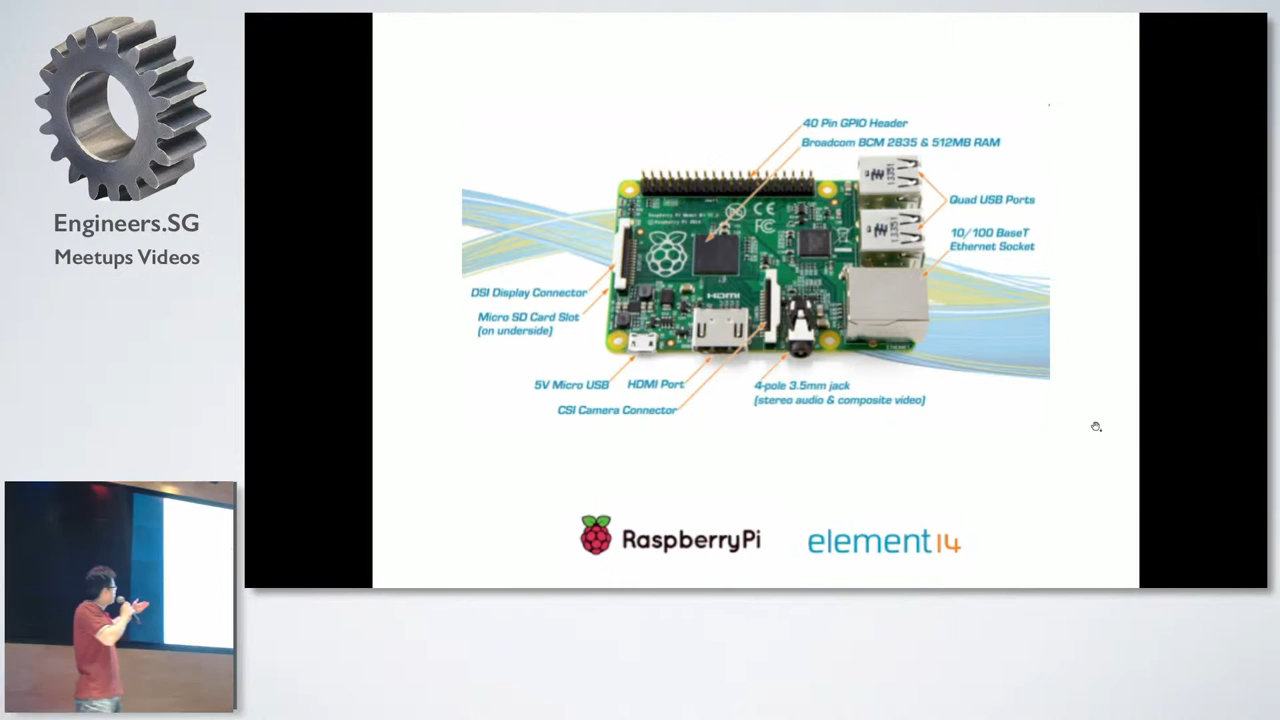 Engineers.SG
Meetups Videos
40 Pin GPIO Header
Broadcom BCM 2835 & 512MB RAM
Quad USB Ports
10/100 BaseT
Ethernet Socket
DSI Display Connector
Micro SD Card Slot
(on underside)
5V Micro USB
HDMI Port
CSI Camera Connector
4-pole 3.5mm jack
(stereo audio & composite video)
HDMI
ETHERNET
RaspberryPi
element14